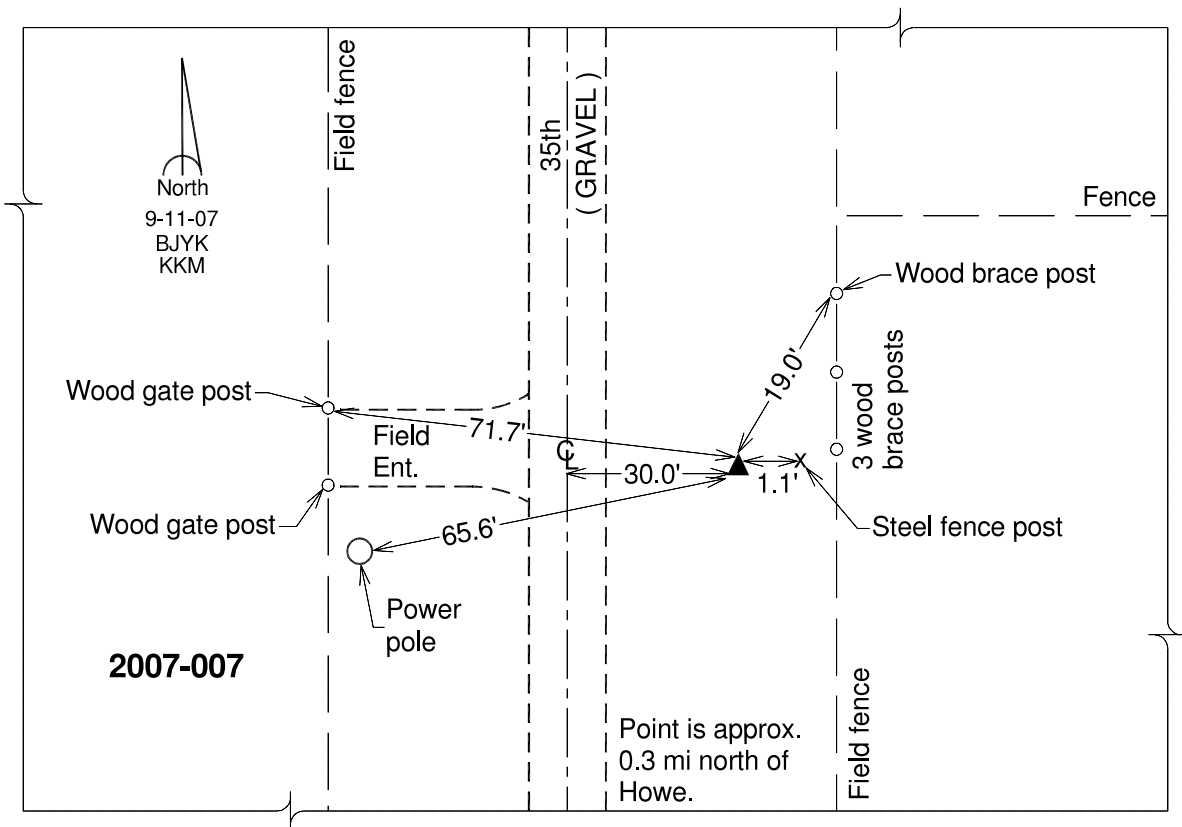 North
9-11-07
BJYK
KKM
Field fence
35th
( GRAVEL )
Fence
Wood brace post
19.0'
3 wood
brace posts
Wood gate post
71.7'
Field
Ent.
CL
30.0'
1.1'
Wood gate post
65.6'
Steel fence post
Power
pole
2007-007
Point is approx.
0.3 mi north of
Howe.
Field fence
x